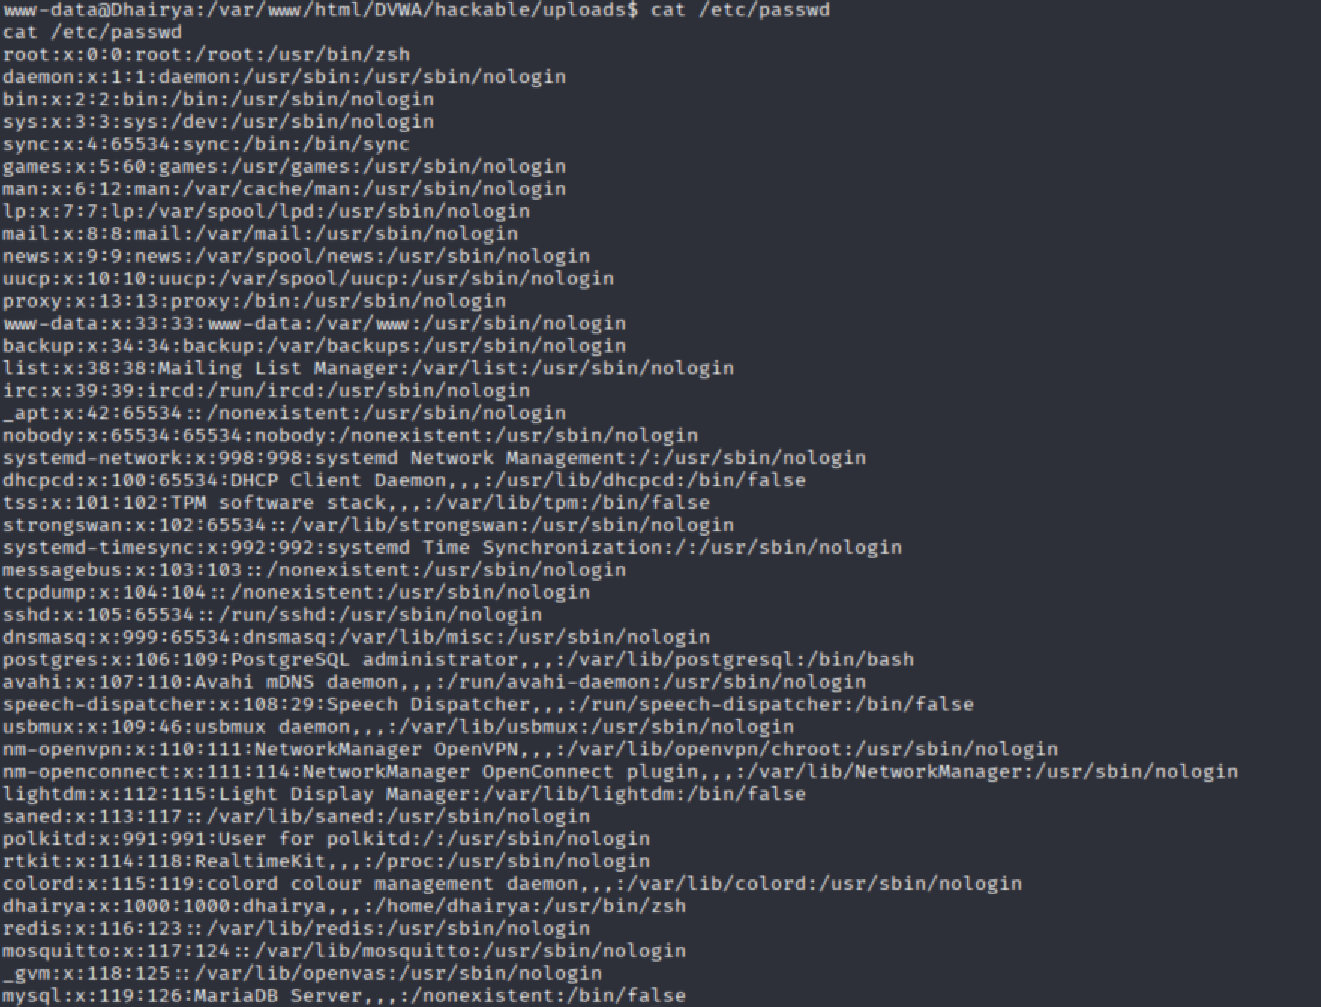 www-data@Dhairya:/var/www/html/DVWA/hackable/uploads$ cat /etc/passwd
cat /etc/passwd
root:x:0:0:root:/root:/usr/bin/zsh
daemon:x:1:1:daemon:/usr/sbin:/usr/sbin/nologin
bin:x:2:2:bin:/bin:/usr/sbin/nologin
sys:x:3:3:sys:/dev:/usr/sbin/nologin
sync:x:4:65534:sync:/bin:/bin/sync
games:x:5:60:games:/usr/games:/usr/sbin/nologin
man:x:6:12:man:/var/cache/man:/usr/sbin/nologin
lp:x:7:7:lp:/var/spool/lpd:/usr/sbin/nologin
mail:x:8:8:mail:/var/mail:/usr/sbin/nologin
news:x:9:9:news:/var/spool/news:/usr/sbin/nologin
uucp:x:10:10:uucp:/var/spool/uucp:/usr/sbin/nologin
proxy:x:13:13:proxy:/bin:/usr/sbin/nologin
www-data:x:33:33:www-data:/var/www:/usr/sbin/nologin
backup:x:34:34:backup:/var/backups:/usr/sbin/nologin
list:x:38:38:Mailing List Manager:/var/list:/usr/sbin/nologin
irc:x:39:39:ircd:/run/ircd:/usr/sbin/nologin
_apt:x:42:65534::/nonexistent:/usr/sbin/nologin
nobody:x:65534:65534:nobody:/nonexistent:/usr/sbin/nologin
systemd-network:x:998:998:systemd Network Management:/:/usr/sbin/nologin
dhcpcd:x:100:65534:DHCP Client Daemon,,,:/usr/lib/dhcpcd:/bin/false
tss:x:101:102:TPM software stack,,,:/var/lib/tpm:/bin/false
strongswan:x:102:65534::/var/lib/strongswan:/usr/sbin/nologin
systemd-timesync:x:992:992:systemd Time Synchronization:/:/usr/sbin/nologin
messagebus:x:103:103::/nonexistent:/usr/sbin/nologin
tcpdump:x:104:104::/nonexistent:/usr/sbin/nologin
sshd:x:105:65534::/run/sshd:/usr/sbin/nologin
dnsmasq:x:999:65534:dnsmasq:/var/lib/misc:/usr/sbin/nologin
postgres:x:106:109:PostgreSQL administrator,,,:/var/lib/postgresql:/bin/bash
avahi:x:107:110:Avahi mDNS daemon,,,:/run/avahi-daemon:/usr/sbin/nologin
speech-dispatcher:x:108:29:Speech Dispatcher,,,:/run/speech-dispatcher:/bin/false
usbmux:x:109:46:usbmux daemon,,,:/var/lib/usbmux:/usr/sbin/nologin
nm-openvpn:x:110:111:NetworkManager OpenVPN,,,:/var/lib/openvpn/chroot:/usr/sbin/nologin
nm-openconnect:x:111:114:NetworkManager OpenConnect plugin,,,:/var/lib/NetworkManager:/usr/sbin/nologin
lightdm:x:112:115:Light Display Manager:/var/lib/lightdm:/bin/false
saned:x:113:117::/var/lib/saned:/usr/sbin/nologin
polkitd:x:991:991:User for polkitd:/:/usr/sbin/nologin
rtkit:x:114:118:RealtimeKit,,,:/proc:/usr/sbin/nologin
colord:x:115:119:colord colour management daemon,,,:/var/lib/colord:/usr/sbin/nologin
dhairya:x:1000:1000:dhairya,,,:/home/dhairya:/usr/bin/zsh
redis:x:116:123::/var/lib/redis:/usr/sbin/nologin
mosquitto:x:117:124::/var/lib/mosquitto:/usr/sbin/nologin
_gvm:x:118:125::/var/lib/openvas:/usr/sbin/nologin
mysql:x:119:126:MariaDB Server,,,:/nonexistent:/bin/false